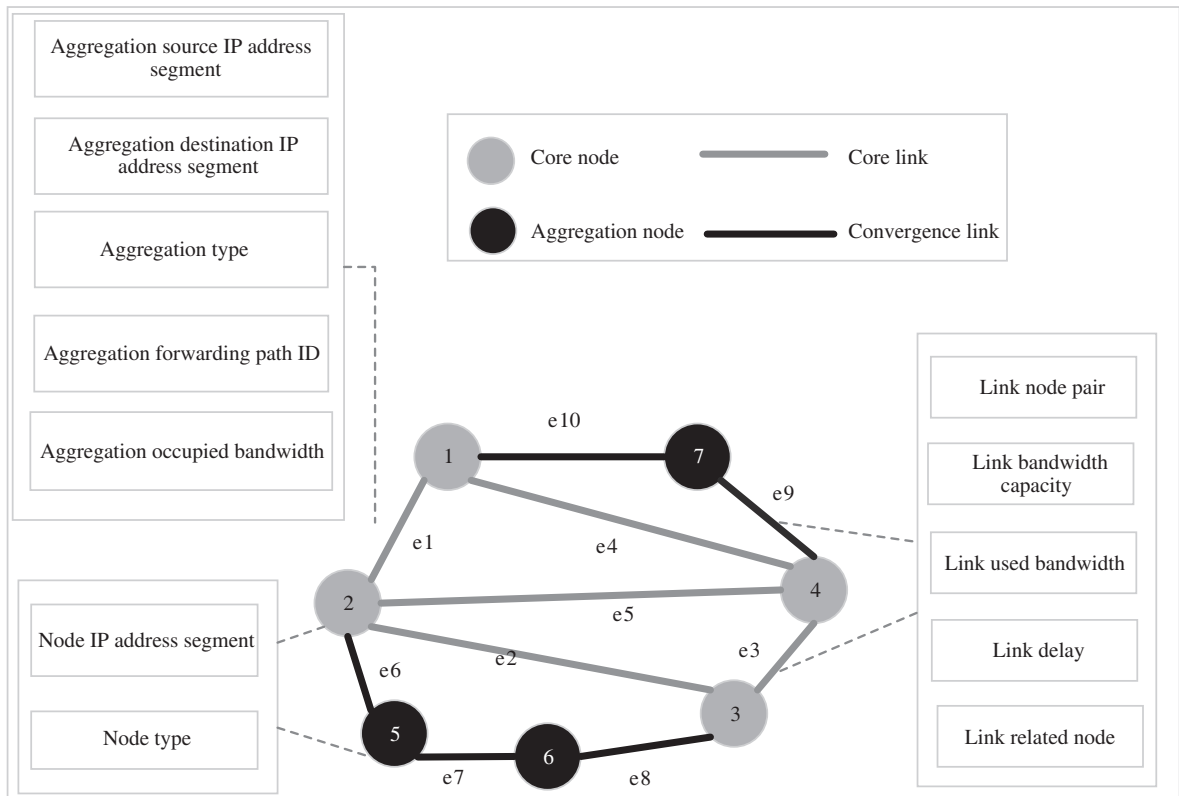 Aggregation source IP address
segment
Aggregation destination IP
address segment
Aggregation type
Aggregation forwarding path ID
Aggregation occupied bandwidth
Core node
Core link
Aggregation node
Convergence link
Node IP address segment
Node type
Link node pair
Link bandwidth
capacity
Link used bandwidth
Link delay
Link related node
e10
1
7
e9
e1
e4
2
4
e5
e2
e3
e6
3
5
6
e7
e8